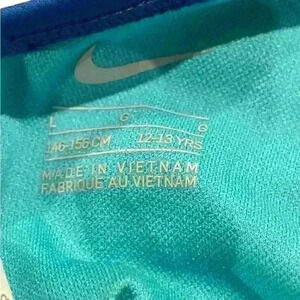 L G G
146-156 CM 12-13 YRS
MADE IN VIETNAM
FABRIQUÉ AU VIETNAM